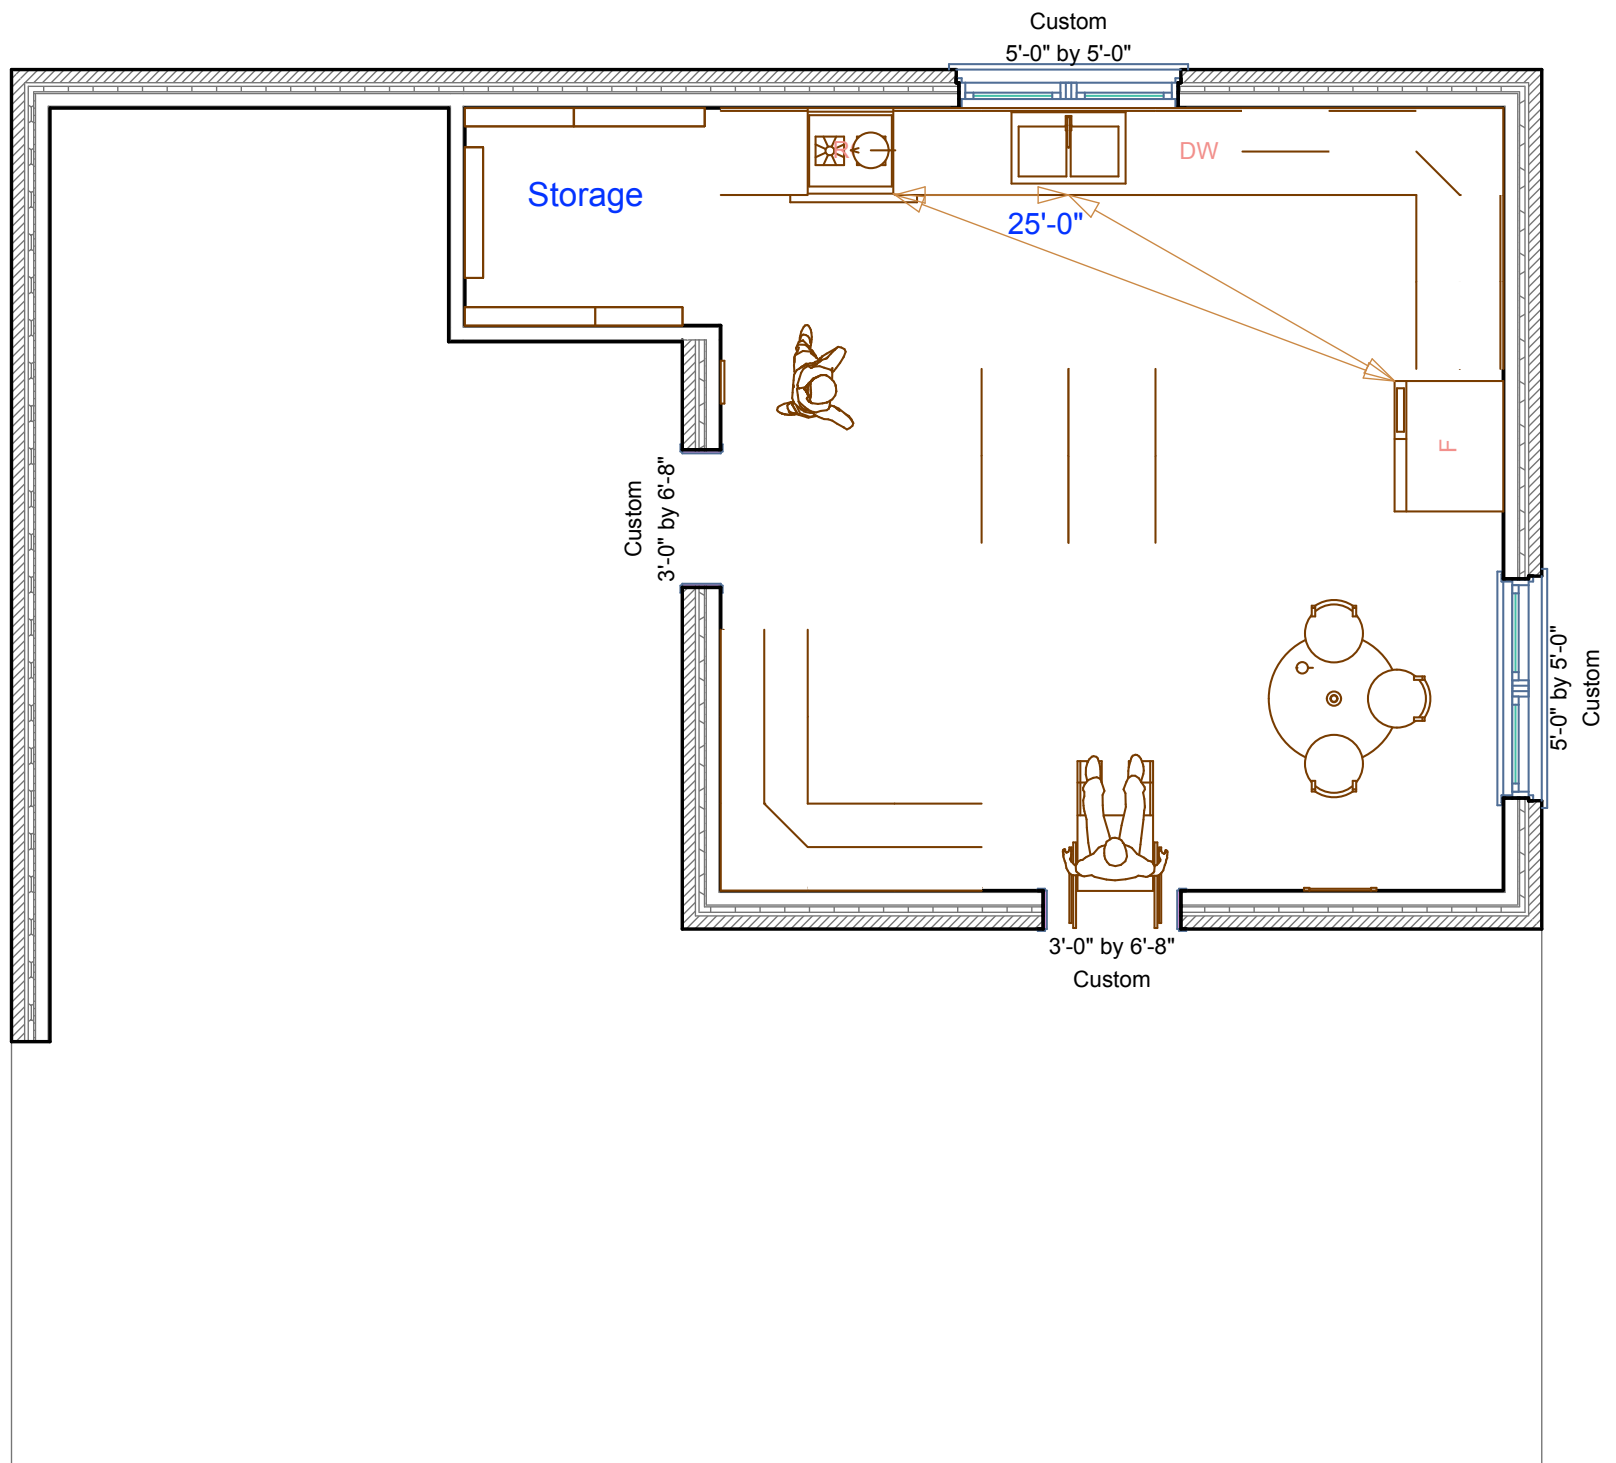 Custom
5'-0" by 5'-0"
R
DW
Storage
25'-0"
F
Custom
3'-0" by 6'-8"
5'-0" by 5'-0"
Custom
3'-0" by 6'-8"
Custom